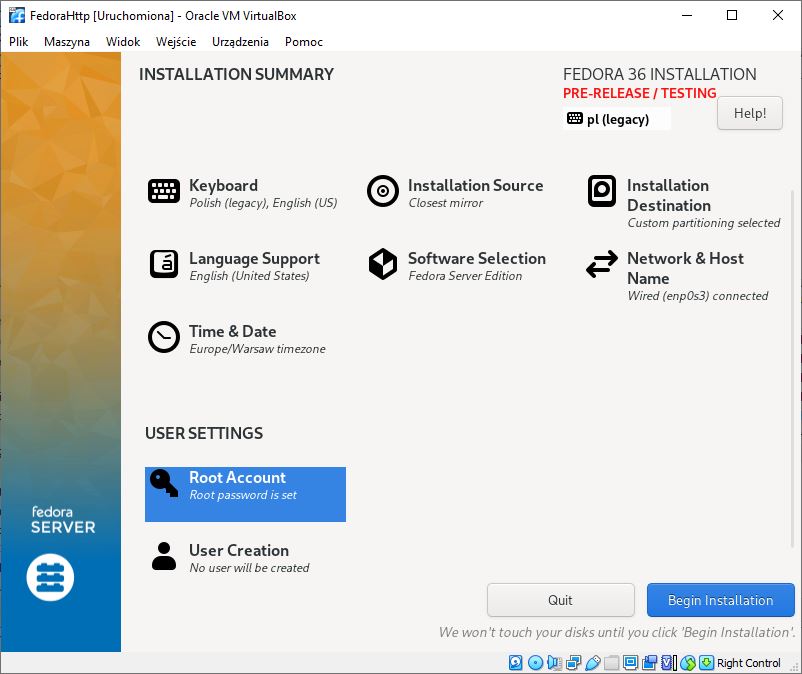 FedoraHttp [Uruchomiona] - Oracle VM VirtualBox
Plik Maszyna Widok Wejście Urządzenia Pomoc
INSTALLATION SUMMARY
FEDORA 36 INSTALLATION
PRE-RELEASE / TESTING
pl (legacy)
Help!
Keyboard
Polish (legacy), English (US)
Installation Source
Closest mirror
Installation
Destination
Custom partitioning selected
Language Support
English (United States)
Software Selection
Fedora Server Edition
Network & Host
Name
Wired (enp0s3) connected
Time & Date
Europe/Warsaw timezone
USER SETTINGS
Root Account
Root password is set
User Creation
No user will be created
fedora
SERVER
Quit
Begin Installation
We won't touch your disks until you click 'Begin Installation'.
Right Control